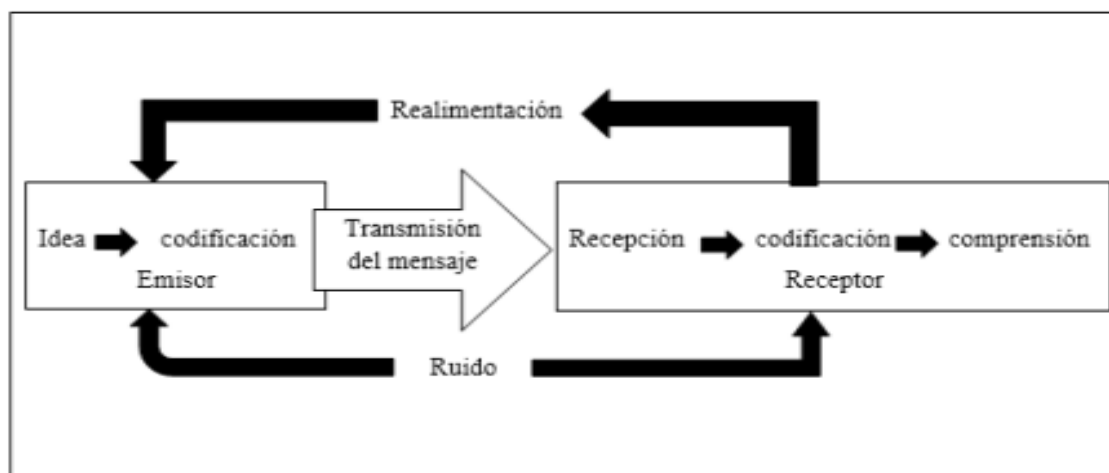 Realimentación
Idea codificación
Emisor
Transmisión
del mensaje
Recepción codificación comprensión
Receptor
Ruido